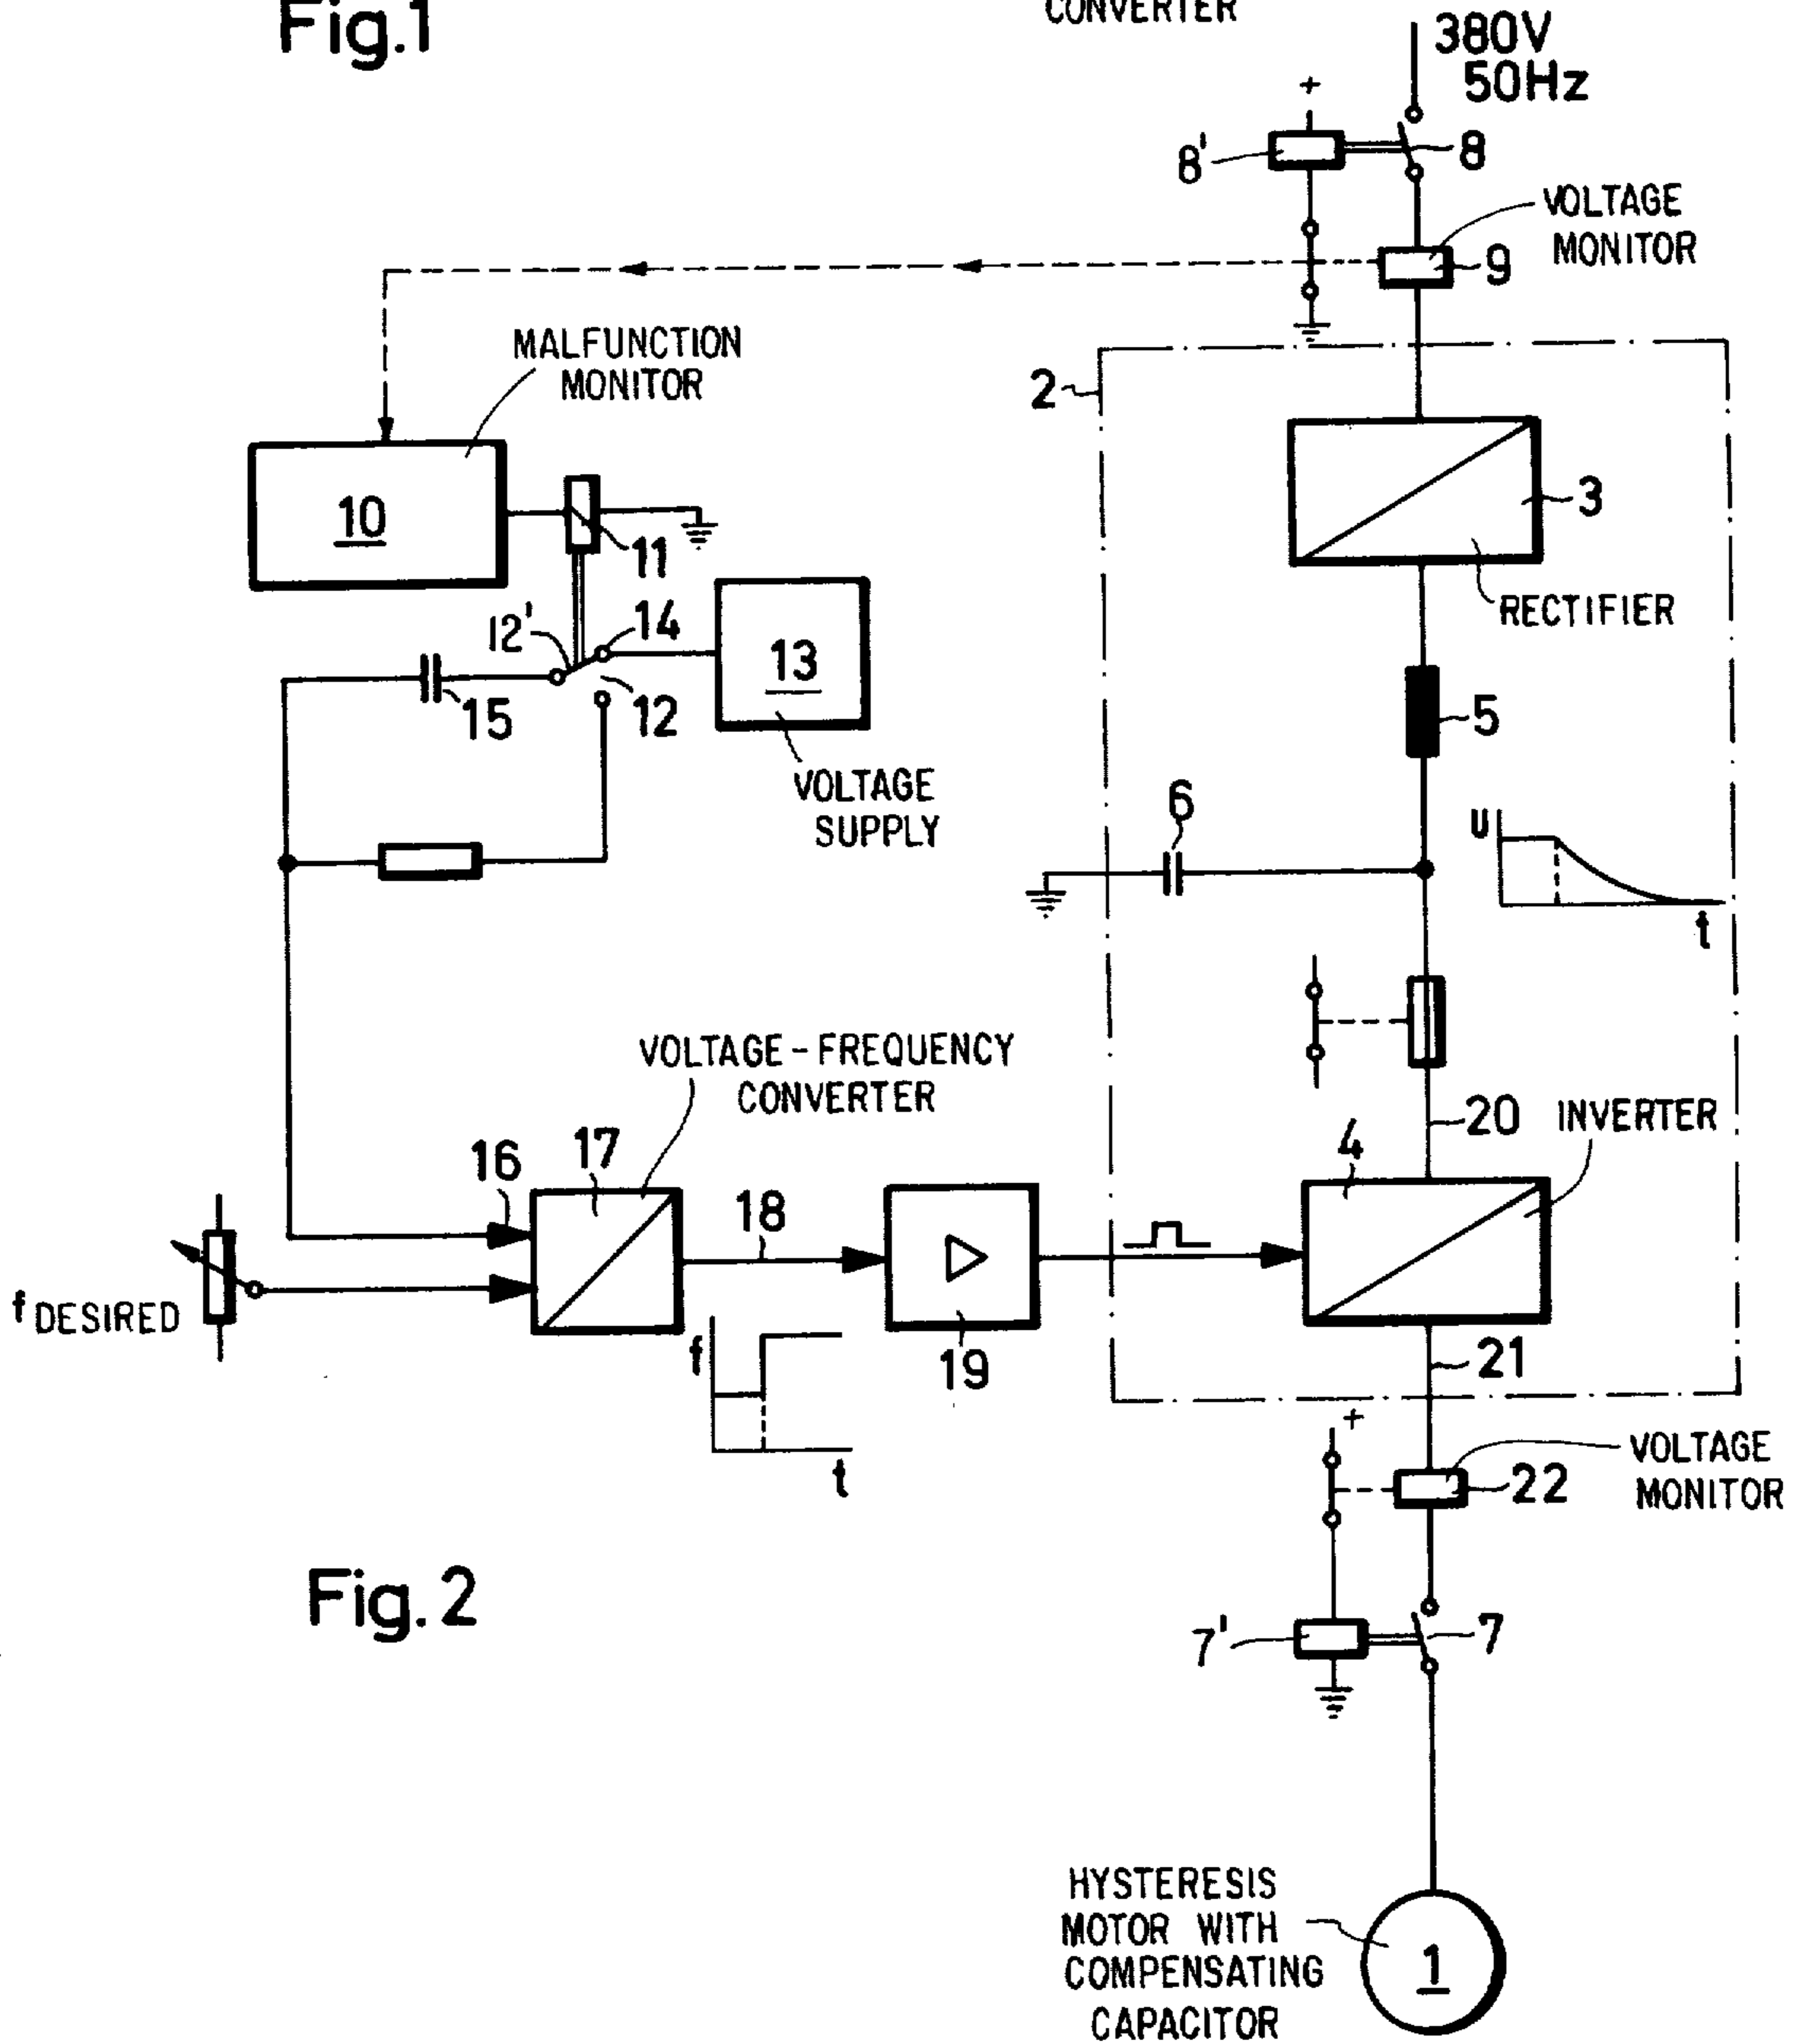 Fig.1
CONVERTER
380V
50Hz
+
8'
8
VOLTAGE
MONITOR
9
MALFUNCTION
MONITOR
2
10
11
3
RECTIFIER
12'
14
13
15
12
5
VOLTAGE
SUPPLY
6
U
t
VOLTAGE-FREQUENCY
CONVERTER
20
INVERTER
4
16
17
18
f DESIRED
19
21
f
t
+
VOLTAGE
MONITOR
22
Fig. 2
7'
7
HYSTERESIS
MOTOR WITH
COMPENSATING
CAPACITOR
1